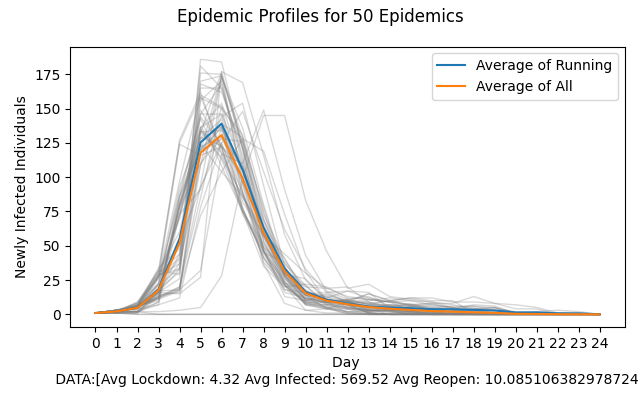 Epidemic Profiles for 50 Epidemics
Average of Running
Average of All
Newly Infected Individuals
175
150
125
100
75
50
25
0
0 1 2 3 4 5 6 7 8 9 10 11 12 13 14 15 16 17 18 19 20 21 22 23 24
Day
DATA:[Avg Lockdown: 4.32 Avg Infected: 569.52 Avg Reopen: 10.085106382978724